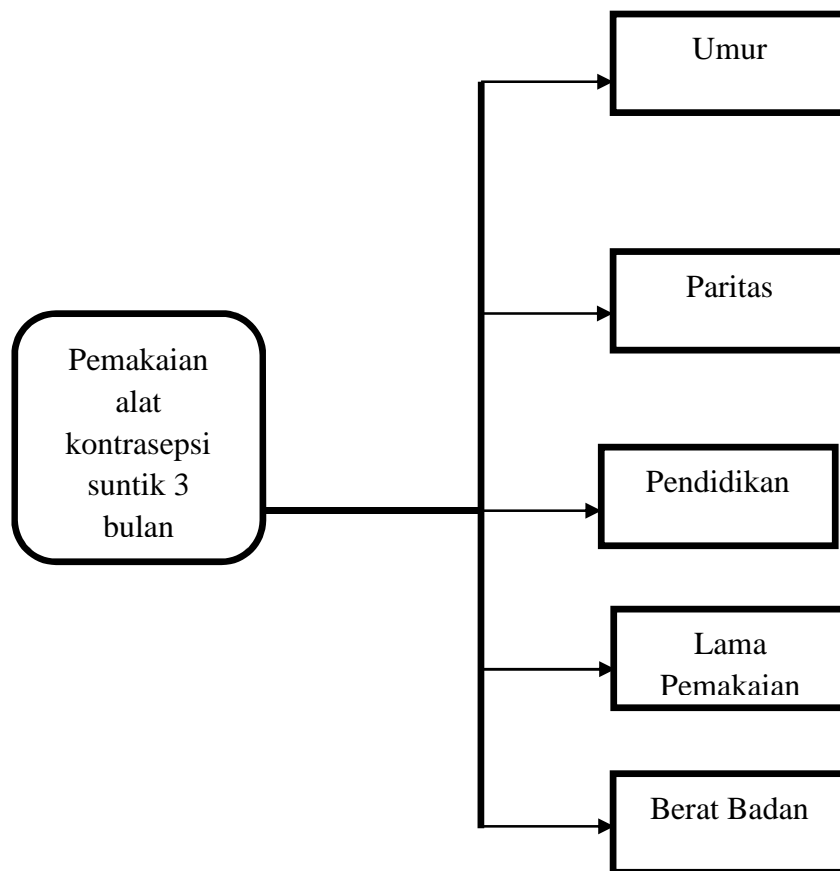 Umur
Paritas
Pemakaian
alat
kontrasepsi
suntik 3
bulan
Pendidikan
Lama
Pemakaian
Berat Badan